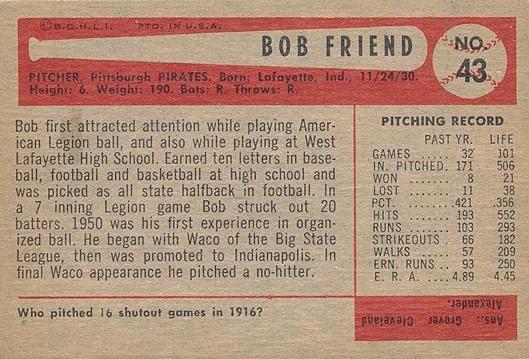 ©B.G.H.L.I. PTD. IN U.S.A.
BOB FRIEND
NO.
43
PITCHER, Pittsburgh PIRATES. Born: Lafayette, Ind., 11/24/30.
Height: 6. Weight: 190. Bats: R. Throws: R.
Bob first attracted attention while playing Amer-
ican Legion ball, and also while playing at West
Lafayette High School. Earned ten letters in base-
ball, football and basketball at high school and
was picked as all state halfback in football. In
a 7 inning Legion game Bob struck out 20
batters. 1950 was his first experience in organ-
ized ball. He began with Waco of the Big State
League, then was promoted to Indianapolis. In
final Waco appearance he pitched a no-hitter.
PITCHING RECORD
PAST YR. LIFE
GAMES ..... 32 101
IN. PITCHED. 171 506
WON ...... 8 21
LOST ...... 11 38
PCT. ...... .421 .356
HITS ...... 193 552
RUNS ..... 103 293
STRIKEOUTS . 66 182
WALKS .... 57 209
ERN. RUNS .. 93 250
E. R. A. .... 4.89 4.45
Who pitched 16 shutout games in 1916?
Ans.: Grover Cleveland
Alexander.